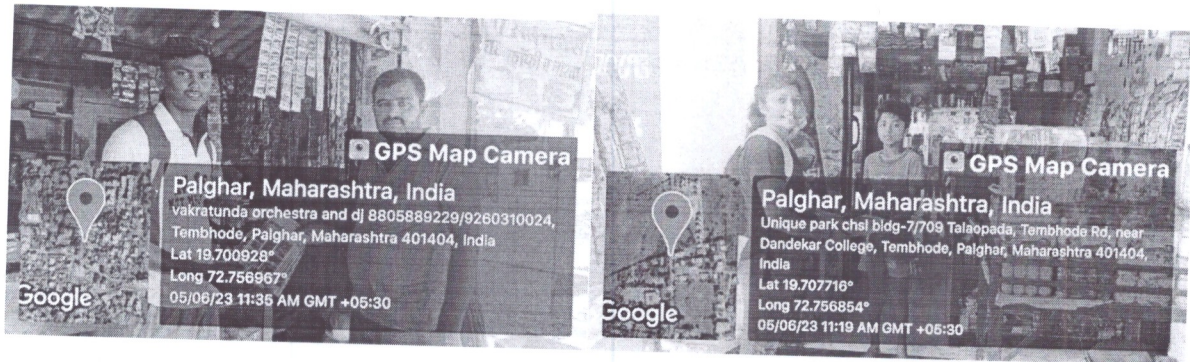 GPS Map Camera
Palghar, Maharashtra, India
vakratunda orchestra and dj 8805889229/9260310024,
Tembhode, Palghar, Maharashtra 401404, India
Lat 19.700928°
Long 72.756967°
05/06/23 11:35 AM GMT +05:30
Google
GPS Map Camera
Palghar, Maharashtra, India
Unique park chsl bldg-7/709 Talaopada, Tembhode Rd, near
Dandekar College, Tembhode, Palghar, Maharashtra 401404,
India
Lat 19.707716°
Long 72.756854°
05/06/23 11:19 AM GMT +05:30
Google